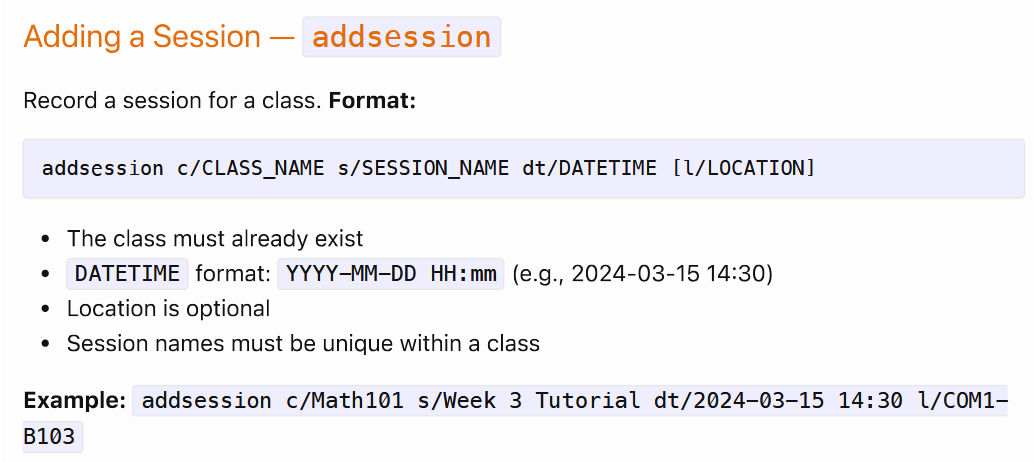 Adding a Session — addsession
Record a session for a class. Format:
addsession c/CLASS_NAME s/SESSION_NAME dt/DATETIME [l/LOCATION]
• The class must already exist
• DATETIME format: YYYY-MM-DD HH:mm (e.g., 2024-03-15 14:30)
• Location is optional
• Session names must be unique within a class
Example: addsession c/Math101 s/Week 3 Tutorial dt/2024-03-15 14:30 l/COM1-
B103